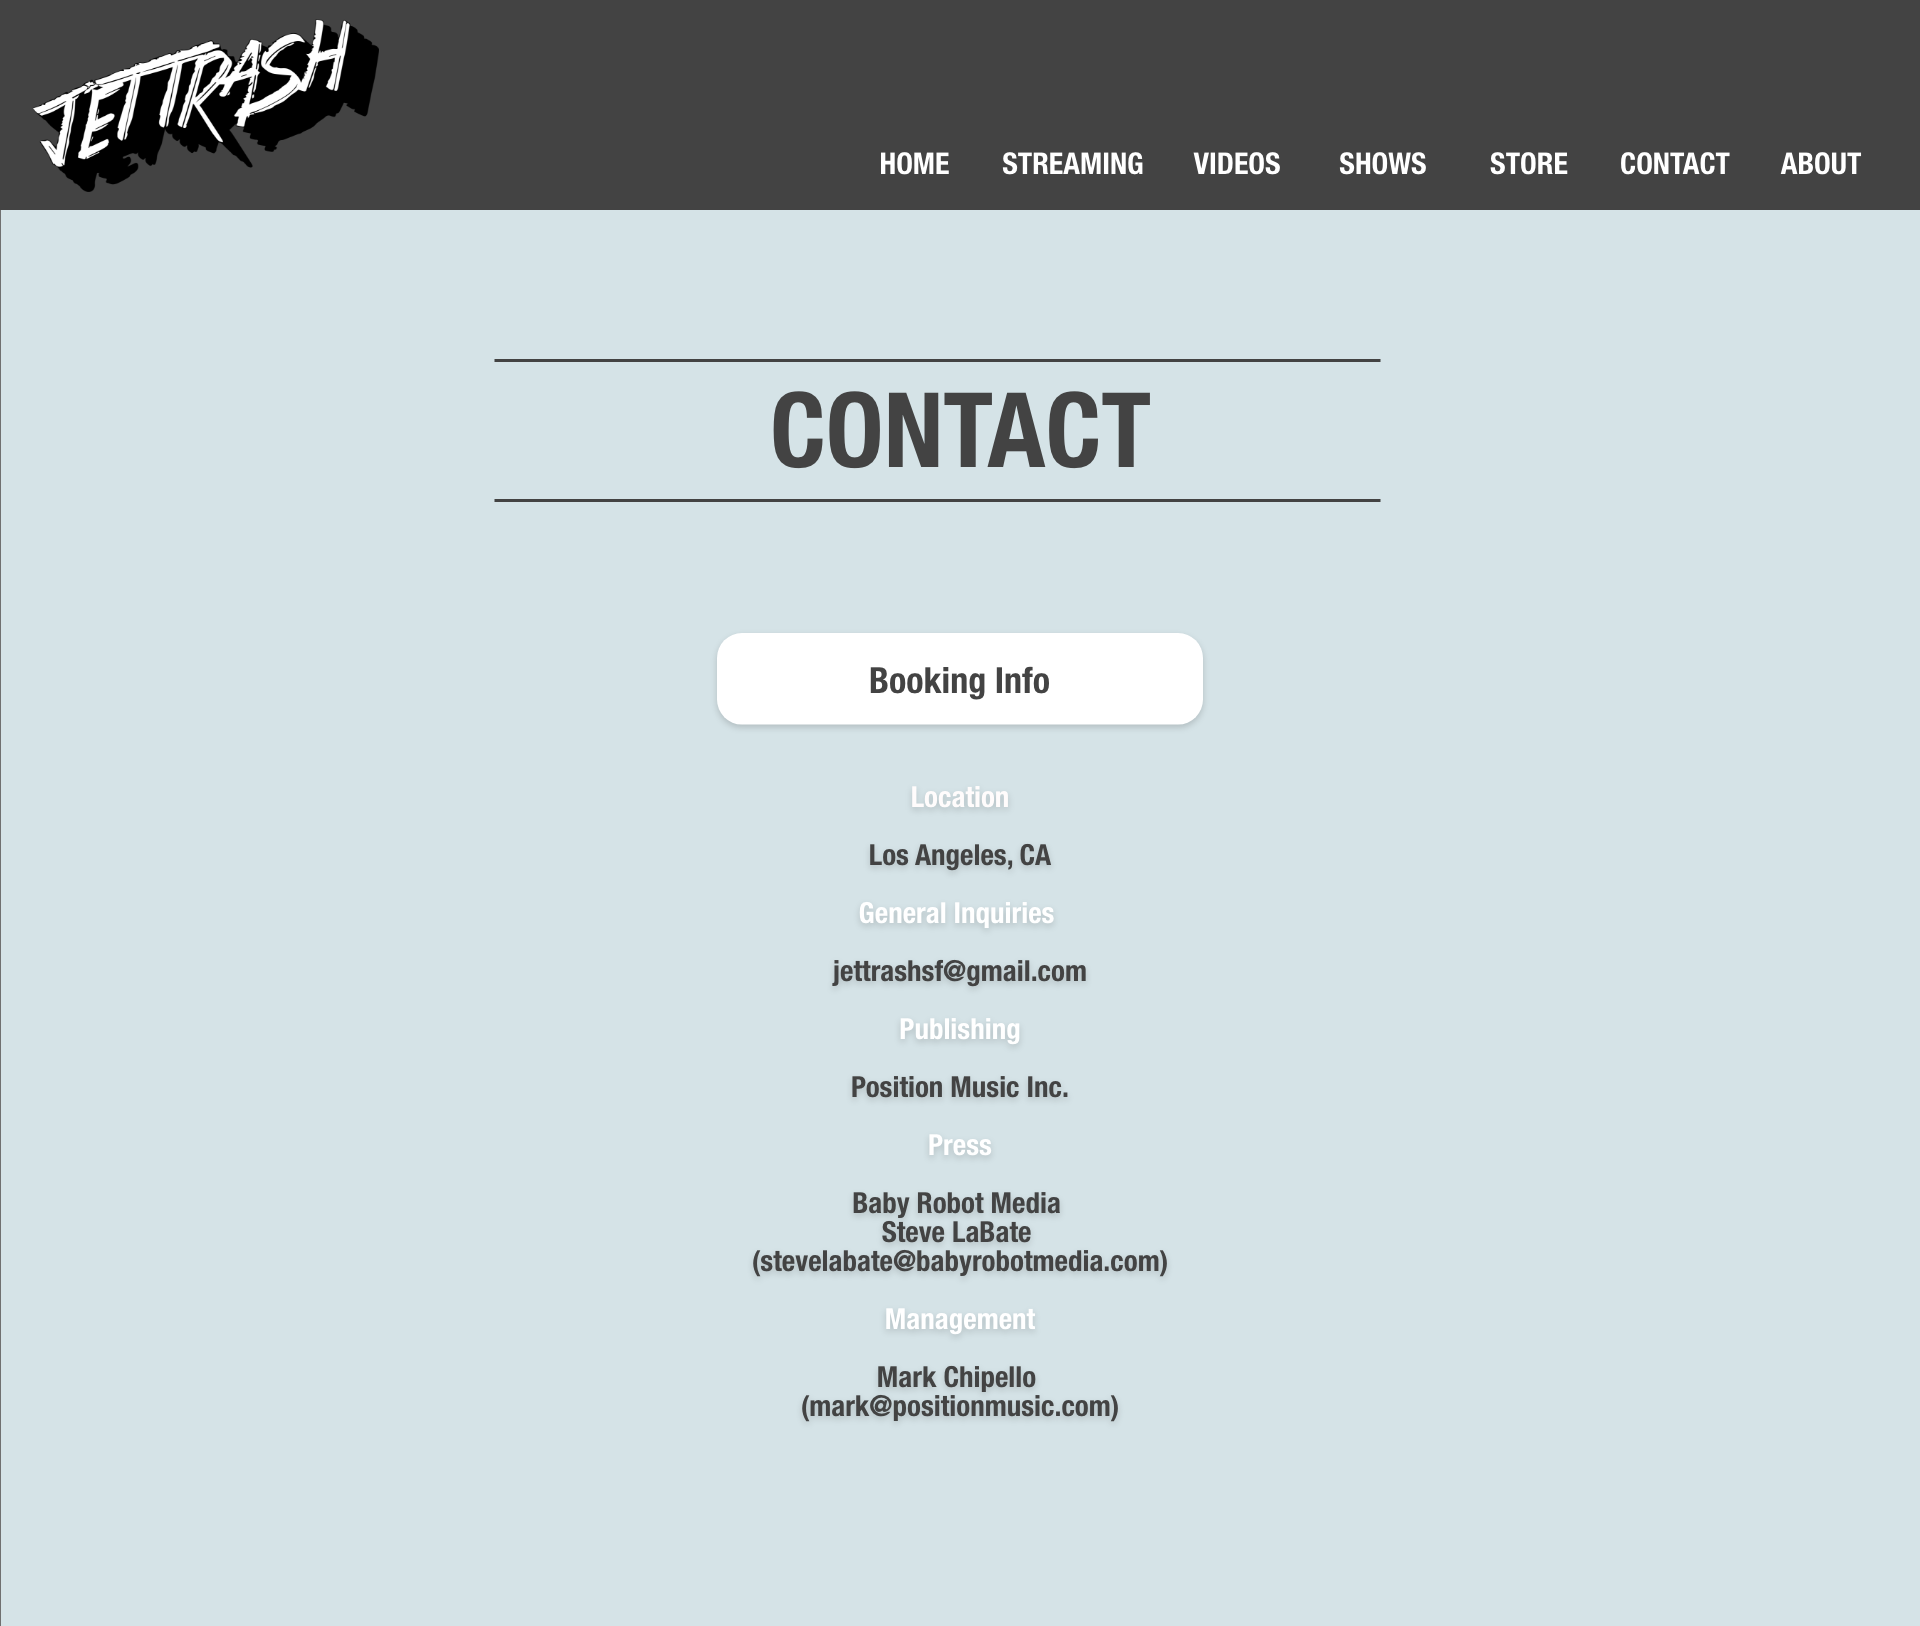 JETTRASH
HOME STREAMING VIDEOS SHOWS STORE CONTACT ABOUT
CONTACT
Booking Info
Location
Los Angeles, CA
General Inquiries
jettrashsf@gmail.com
Publishing
Position Music Inc.
Press
Baby Robot Media
Steve LaBate
(stevelabate@babyrobotmedia.com)
Management
Mark Chipello
(mark@positionmusic.com)